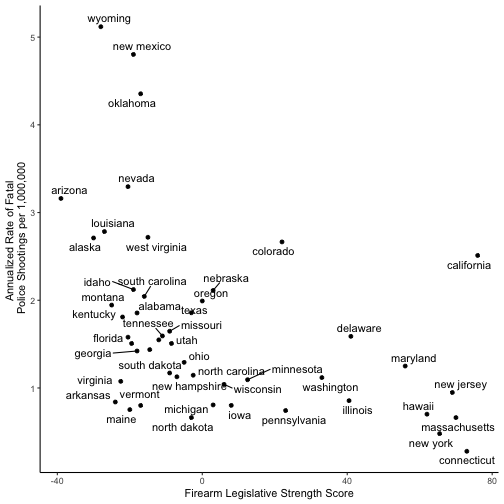 wyoming
new mexico
oklahoma
nevada
arizona
louisiana
alaska
west virginia
colorado
california
idaho
south carolina
nebraska
oregon
montana
alabama
texas
kentucky
tennessee
missouri
delaware
florida
utah
georgia
ohio
maryland
south dakota
north carolina
minnesota
virginia
new hampshire
wisconsin
washington
new jersey
arkansas
vermont
maine
michigan
iowa
north dakota
pennsylvania
illinois
hawaii
massachusetts
new york
connecticut
5
4
3
2
1
-40
0
40
80
Annualized Rate of Fatal
Police Shootings per 1,000,000
Firearm Legislative Strength Score